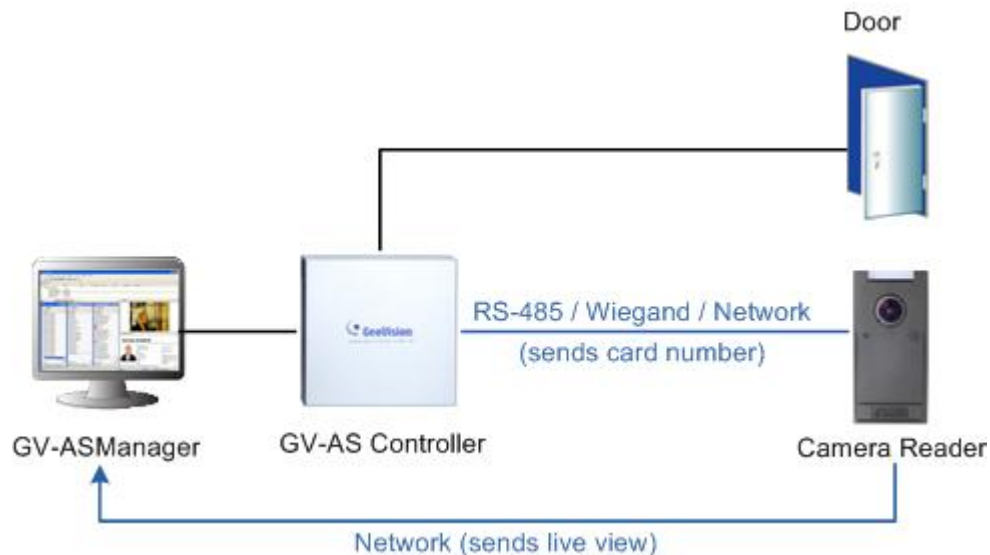 Door
GeoVision
RS-485 / Wiegand / Network
(sends card number)
GV-ASManager
GV-AS Controller
Camera Reader
Network (sends live view)